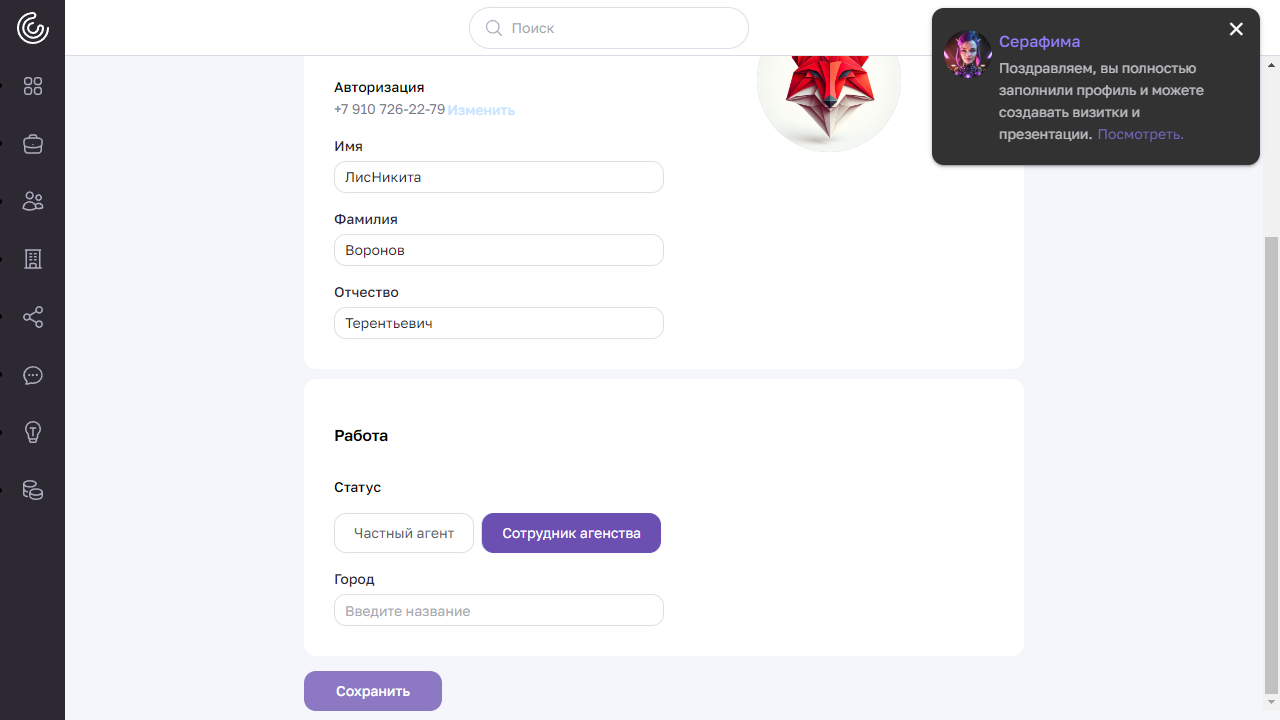 Поиск
Серафима
Поздравляем, вы полностью
заполнили профиль и можете
создавать визитки и
презентации. Посмотреть.
Авторизация
+7 910 726-22-79 Изменить
Имя
ЛисНикита
Фамилия
Воронов
Отчество
Терентьевич
Работа
Статус
Частный агент
Сотрудник агенства
Город
Введите название
Сохранить